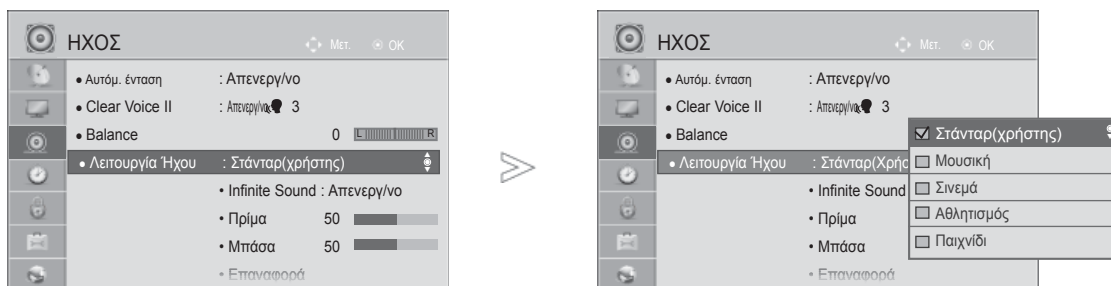 ΗΧΟΣ Μετ. OK
• Αυτόμ. ένταση : Απενεργ/νο
• Clear Voice II : Απενεργ/νο 3
• Balance 0 L R
• Λειτουργία Ήχου : Στάνταρ(χρήστης)
• Infinite Sound : Απενεργ/νο
• Πρίμα 50
• Μπάσα 50
• Επαναφορά
ΗΧΟΣ Μετ. OK
• Αυτόμ. ένταση : Απενεργ/νο
• Clear Voice II : Απενεργ/νο 3
• Balance
• Λειτουργία Ήχου : Στάνταρ(Χρήσ
• Infinite Sound
• Πρίμα
• Μπάσα
• Επαναφορά
Στάνταρ(χρήστης)
Μουσική
Σινεμά
Αθλητισμός
Παιχνίδι